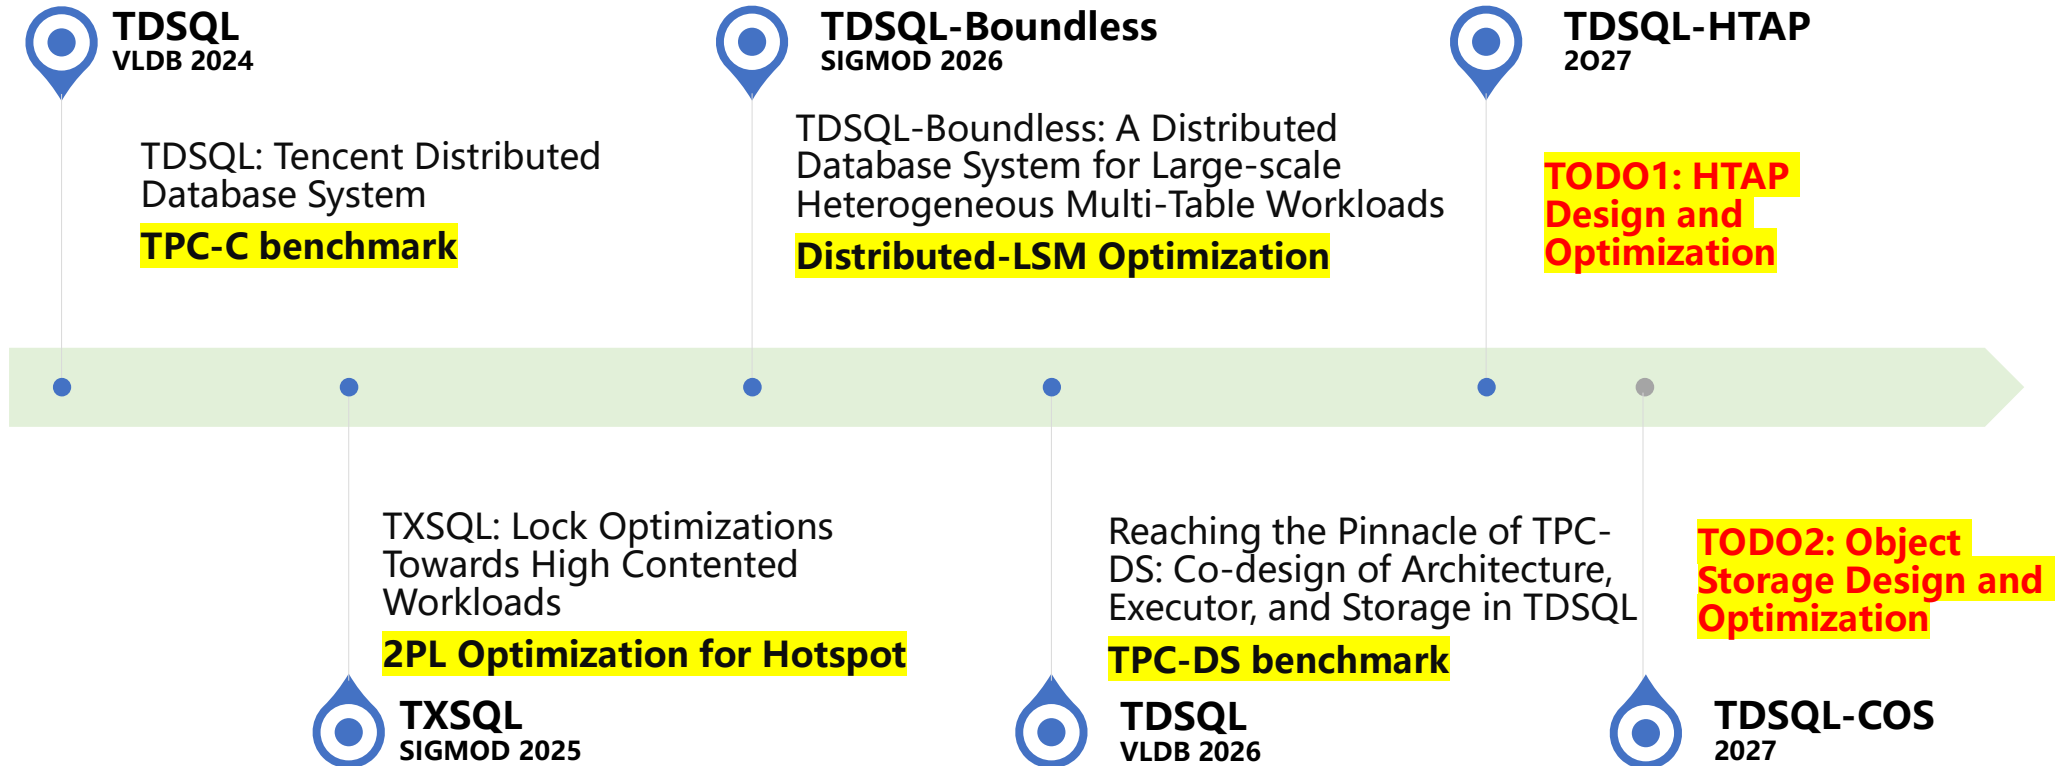 TDSQL
VLDB 2024
TDSQL: Tencent Distributed
Database System
TPC-C benchmark
TDSQL-Boundless
SIGMOD 2026
TDSQL-Boundless: A Distributed
Database System for Large-scale
Heterogeneous Multi-Table Workloads
Distributed-LSM Optimization
TDSQL-HTAP
2O27
TODO1: HTAP
Design and
Optimization
TXSQL: Lock Optimizations
Towards High Contented
Workloads
2PL Optimization for Hotspot
TXSQL
SIGMOD 2025
Reaching the Pinnacle of TPC-
DS: Co-design of Architecture,
Executor, and Storage in TDSQL
TPC-DS benchmark
TDSQL
VLDB 2026
TODO2: Object
Storage Design and
Optimization
TDSQL-COS
2027